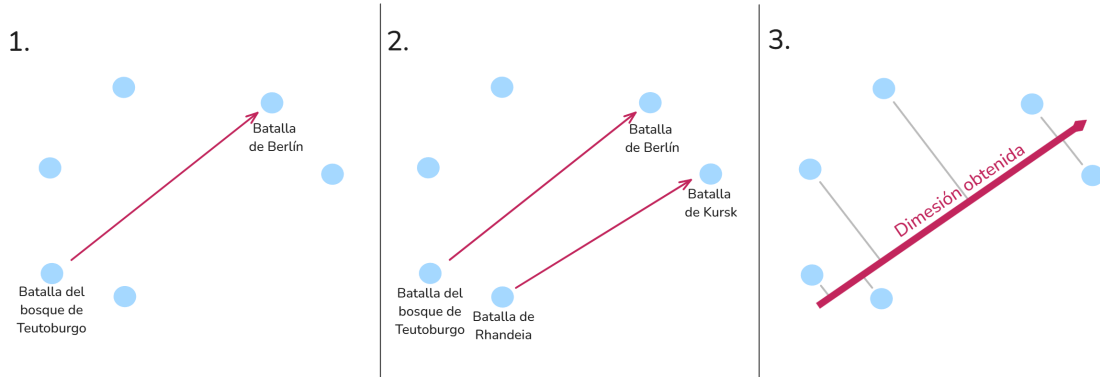 1.
Batalla
de Berlín
Batalla del
bosque de
Teutoburgo
2.
Batalla
de Berlín
Batalla
de Kursk
Batalla del
bosque de
Teutoburgo
Batalla de
Rhandeia
3.
Dimesión obtenida